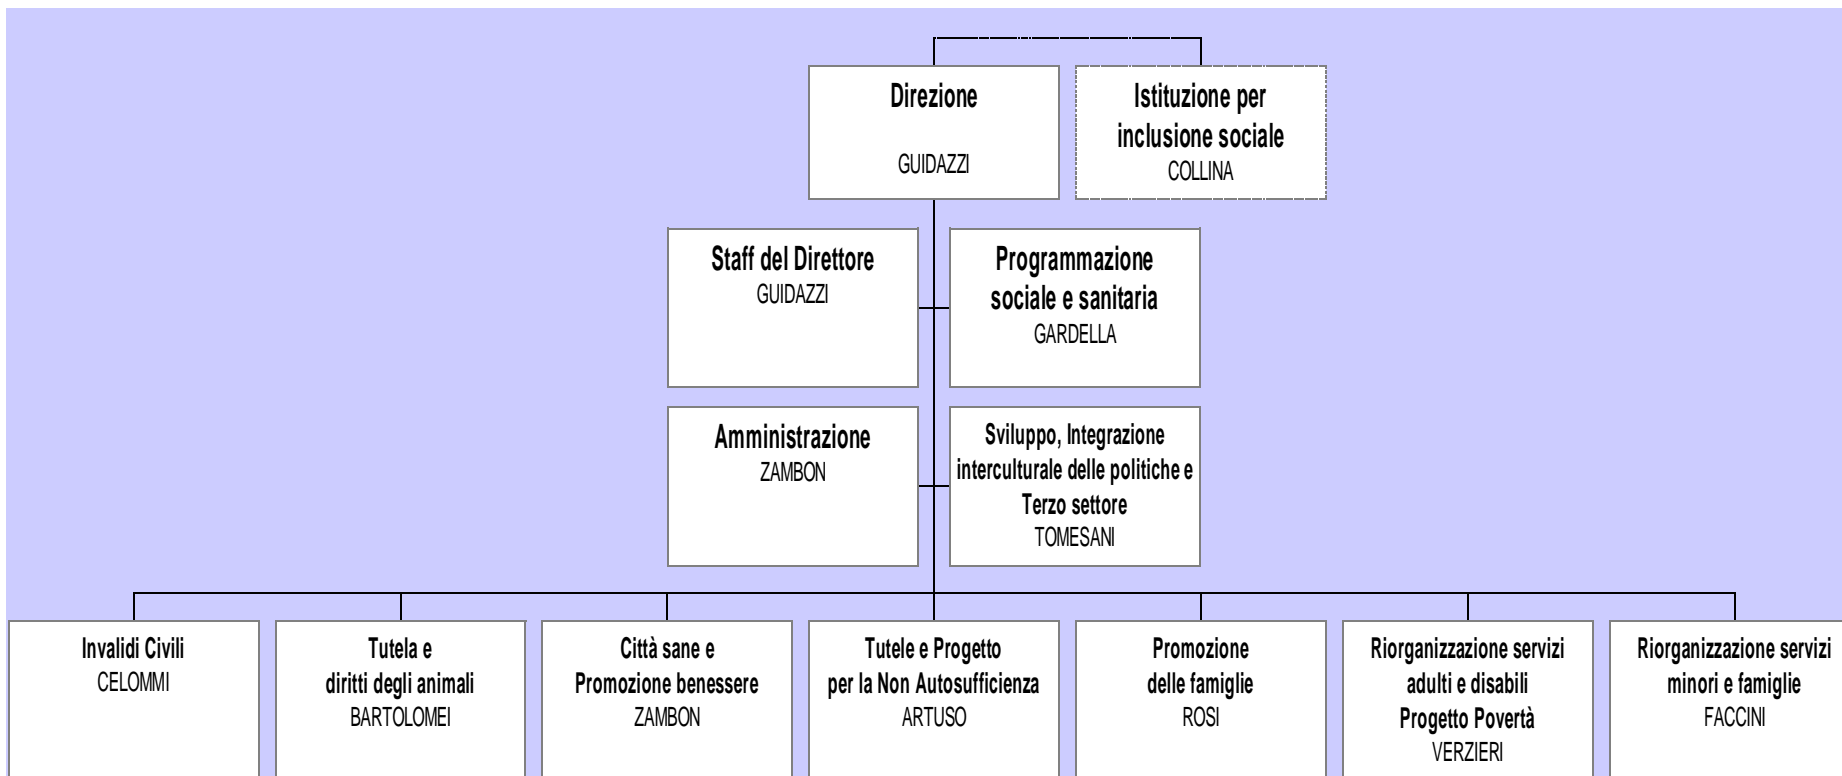 Direzione
GUIDAZZI
Istituzione per
inclusione sociale
COLLINA
Staff del Direttore
GUIDAZZI
Programmazione
sociale e sanitaria
GARDELLA
Amministrazione
ZAMBON
Sviluppo, Integrazione
interculturale delle politiche e
Terzo settore
TOMESANI
Invalidi Civili
CELOMMI
Tutela e
diritti degli animali
BARTOLOMEI
Città sane e
Promozione benessere
ZAMBON
Tutele e Progetto
per la Non Autosufficienza
ARTUSO
Promozione
delle famiglie
ROSI
Riorganizzazione servizi
adulti e disabili
Progetto Povertà
VERZIERI
Riorganizzazione servizi
minori e famiglie
FACCINI